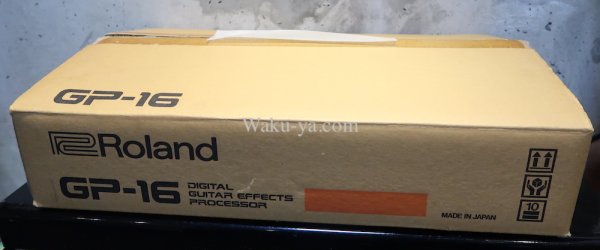 GP-16
Waku-ya.com
Roland
GP-16 DIGITAL
GUITAR EFFECTS
PROCESSOR
MADE IN JAPAN
10